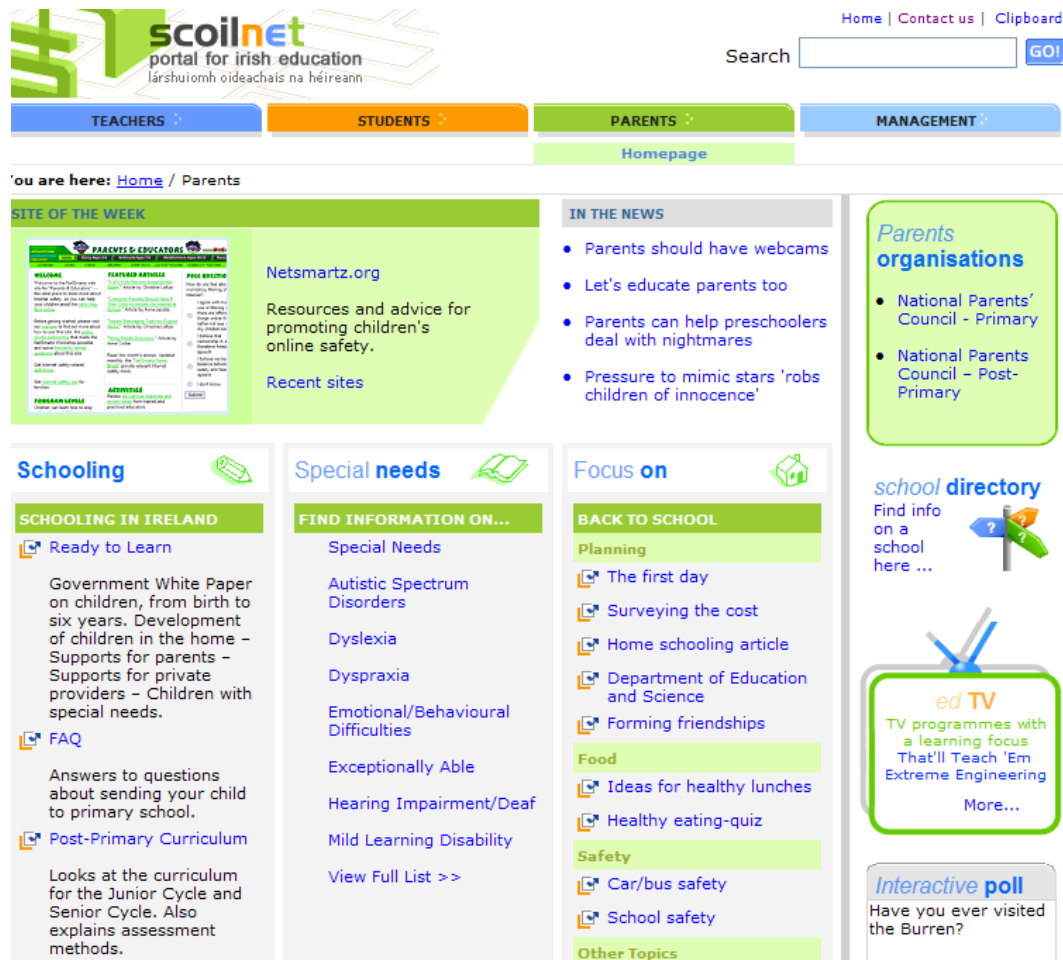 Home | Contact us | Clipboard
scoilnet
portal for irish education
lárshuíomh oideachais na héireann
Search
GO!
TEACHERS
STUDENTS
PARENTS
MANAGEMENT
Homepage
You are here: Home / Parents
SITE OF THE WEEK
PARENTS & EDUCATORS
WELCOME
FEATURED ARTICLES
ACTIVITIES
PROGRAM LEVELS
Netsmartz.org
Resources and advice for
promoting children's
online safety.
Recent sites
IN THE NEWS
Parents should have webcams
Let's educate parents too
Parents can help preschoolers
deal with nightmares
Pressure to mimic stars 'robs
children of innocence'
Parents
organisations
National Parents'
Council - Primary
National Parents
Council – Post-
Primary
Schooling
SCHOOLING IN IRELAND
Ready to Learn
Government White Paper
on children, from birth to
six years. Development
of children in the home –
Supports for parents –
Supports for private
providers – Children with
special needs.
FAQ
Answers to questions
about sending your child
to primary school.
Post-Primary Curriculum
Looks at the curriculum
for the Junior Cycle and
Senior Cycle. Also
explains assessment
methods.
Special needs
FIND INFORMATION ON...
Special Needs
Autistic Spectrum
Disorders
Dyslexia
Dyspraxia
Emotional/Behavioural
Difficulties
Exceptionally Able
Hearing Impairment/Deaf
Mild Learning Disability
View Full List >>
Focus on
BACK TO SCHOOL
Planning
The first day
Surveying the cost
Home schooling article
Department of Education
and Science
Forming friendships
Food
Ideas for healthy lunches
Healthy eating-quiz
Safety
Car/bus safety
School safety
Other Topics
school directory
Find info
on a
school
here ...
ed TV
TV programmes with
a learning focus
That'll Teach 'Em
Extreme Engineering
More...
Interactive poll
Have you ever visited
the Burren?